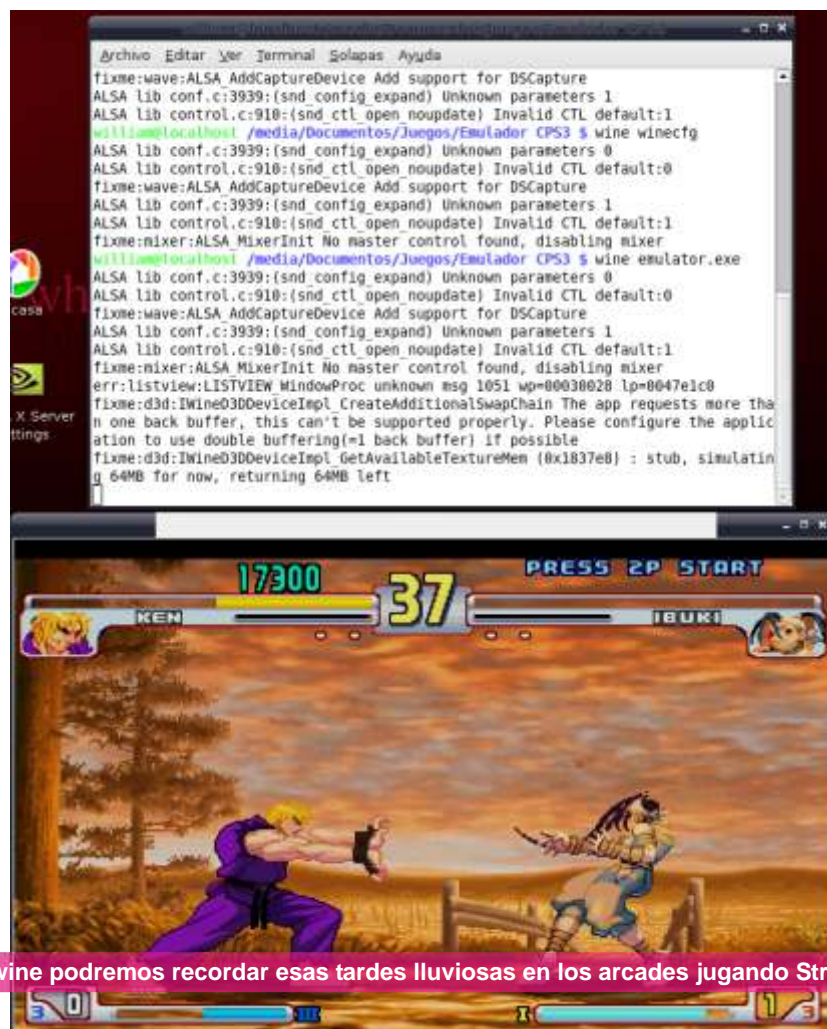 Archivo Editar Ver Terminal Solapas Ayuda
fixme:wave:ALSA_AddCaptureDevice Add support for DSCapture
ALSA lib conf.c:3939:(snd_config_expand) Unknown parameters 1
ALSA lib control.c:910:(snd_ctl_open_noupdate) Invalid CTL default:1
william@localhost /media/Documentos/Juegos/Emulador CPS3 $ wine winecfg
ALSA lib conf.c:3939:(snd_config_expand) Unknown parameters 0
ALSA lib control.c:910:(snd_ctl_open_noupdate) Invalid CTL default:0
fixme:wave:ALSA_AddCaptureDevice Add support for DSCapture
ALSA lib conf.c:3939:(snd_config_expand) Unknown parameters 1
ALSA lib control.c:910:(snd_ctl_open_noupdate) Invalid CTL default:1
fixme:mixer:ALSA_MixerInit No master control found, disabling mixer
william@localhost /media/Documentos/Juegos/Emulador CPS3 $ wine emulator.exe
ALSA lib conf.c:3939:(snd_config_expand) Unknown parameters 0
ALSA lib control.c:910:(snd_ctl_open_noupdate) Invalid CTL default:0
fixme:wave:ALSA_AddCaptureDevice Add support for DSCapture
ALSA lib conf.c:3939:(snd_config_expand) Unknown parameters 1
ALSA lib control.c:910:(snd_ctl_open_noupdate) Invalid CTL default:1
fixme:mixer:ALSA_MixerInit No master control found, disabling mixer
err:listview:LISTVIEW_WindowProc unknown msg 1051 wp=00030028 lp=0047e1c0
fixme:d3d:IWineD3DDeviceImpl_CreateAdditionalSwapChain The app requests more tha
n one back buffer, this can't be supported properly. Please configure the applic
ation to use double buffering(=1 back buffer) if possible
fixme:d3d:IWineD3DDeviceImpl_GetAvailableTextureMem (0x1837e8) : stub, simulatin
g 64MB for now, returning 64MB left
casa
wh
X Server
ttings
17300
37
PRESS 2P START
KEN
IBUKI
wine podremos recordar esas tardes lluviosas en los arcades jugando Str
3 0 III
I 1 3